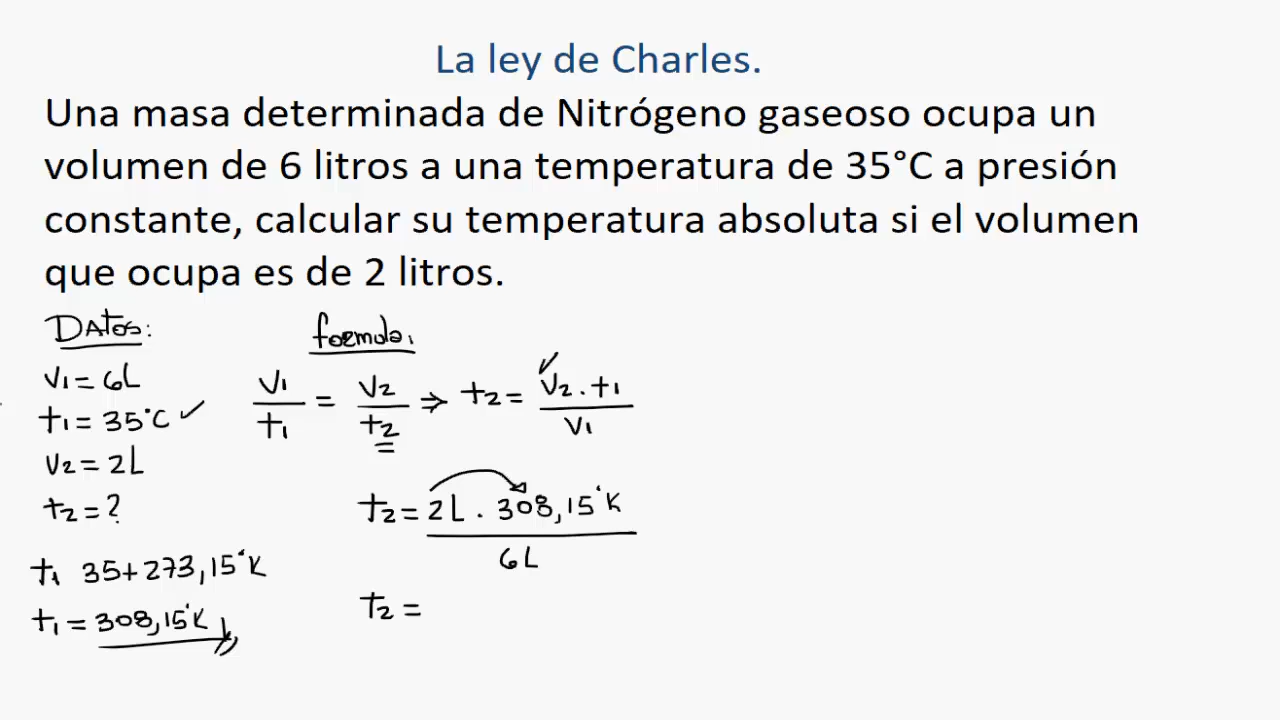 La ley de Charles.
Una masa determinada de Nitrógeno gaseoso ocupa un
volumen de 6 litros a una temperatura de 35°C a presión
constante, calcular su temperatura absoluta si el volumen
que ocupa es de 2 litros.
DAtos:
V1 = 6L
t1 = 35°C ✓
V2 = 2L
t2 = ?
t1 35+273,15°K
t1 = 308,15°K
formula:
V1/t1 = V2/t2 ⇒ t2 = V2 . t1/V1
t2 = 2L . 308,15°K
6L
t2 =